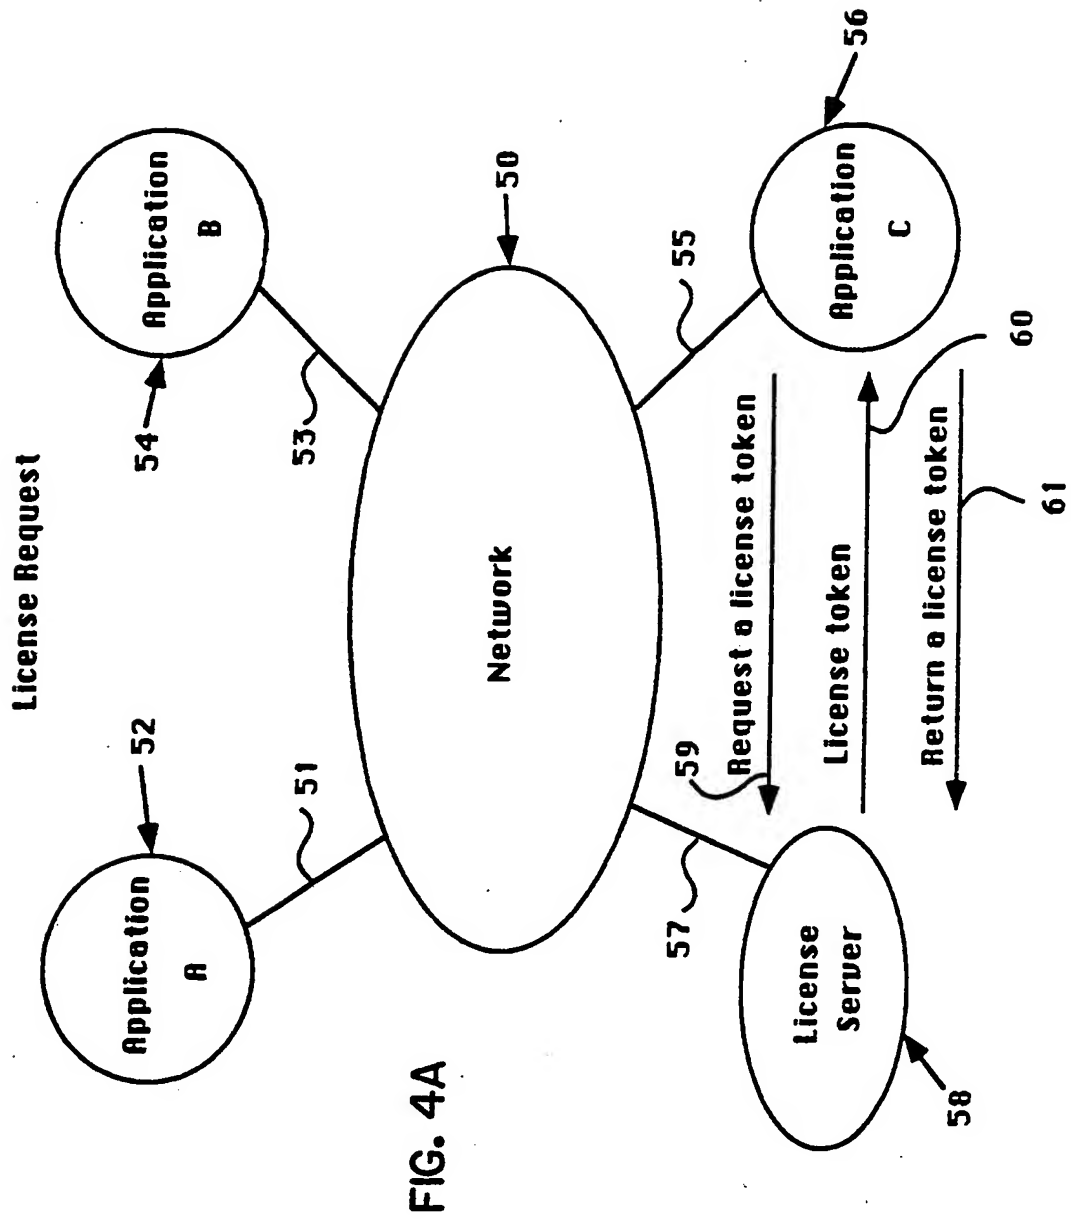 License Request
Application
A
52
51
Application
B
54
53
Network
50
55
Application
C
56
57
License
Server
58
59
Request a license token
License token
60
Return a license token
61
FIG. 4A